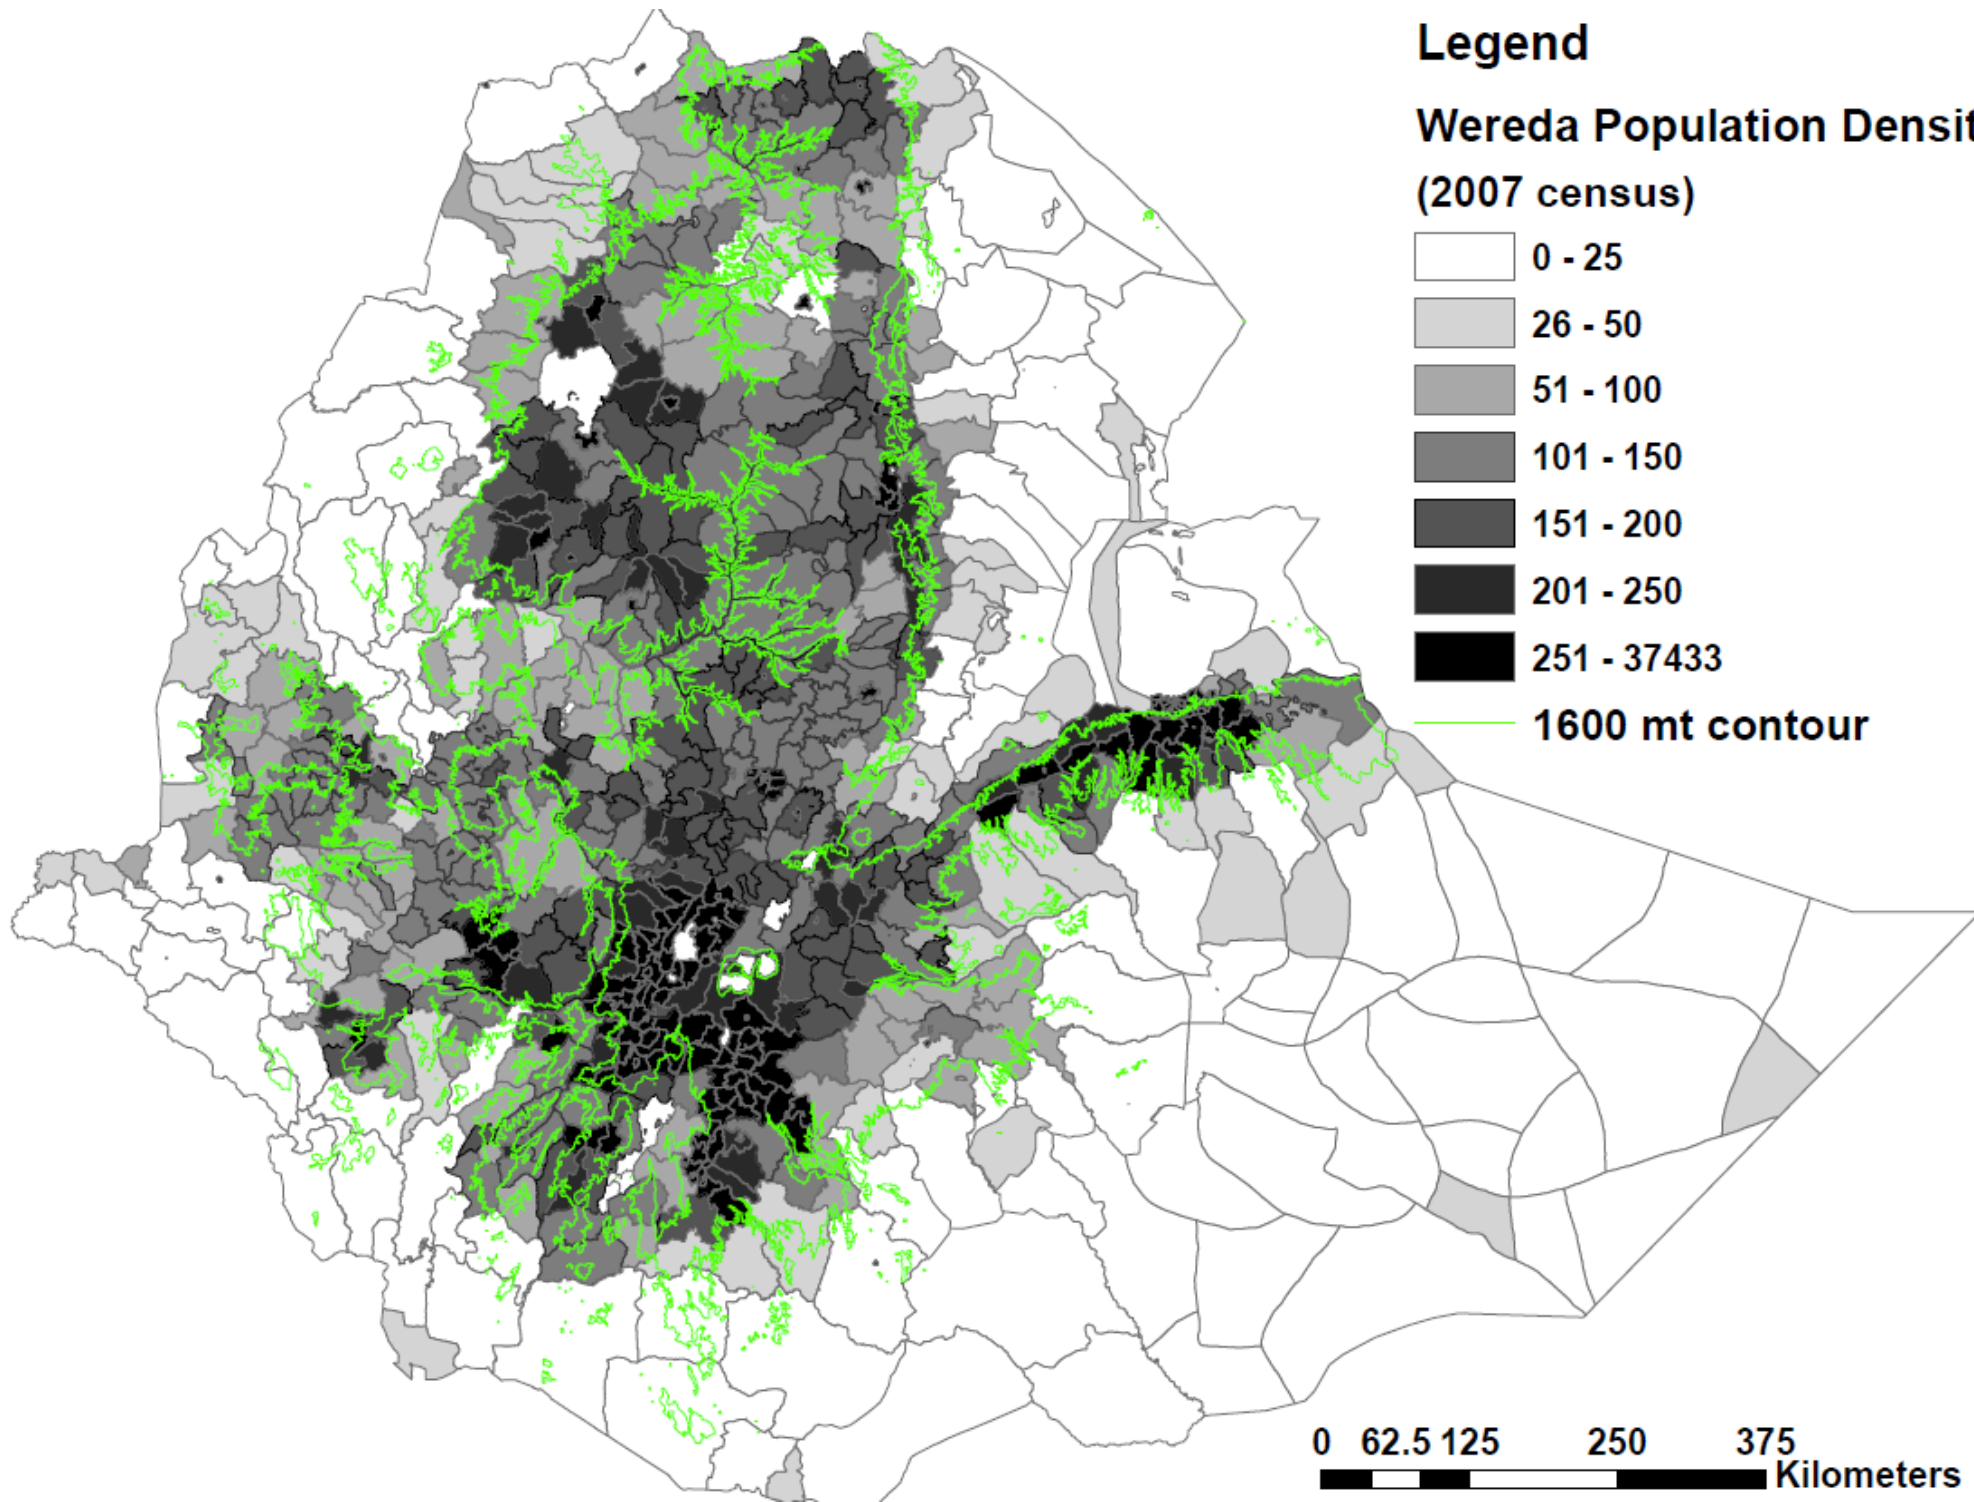 Legend
Wereda Population Densit
(2007 census)
0 - 25
26 - 50
51 - 100
101 - 150
151 - 200
201 - 250
251 - 37433
1600 mt contour
0 62.5 125 250 375
Kilometers